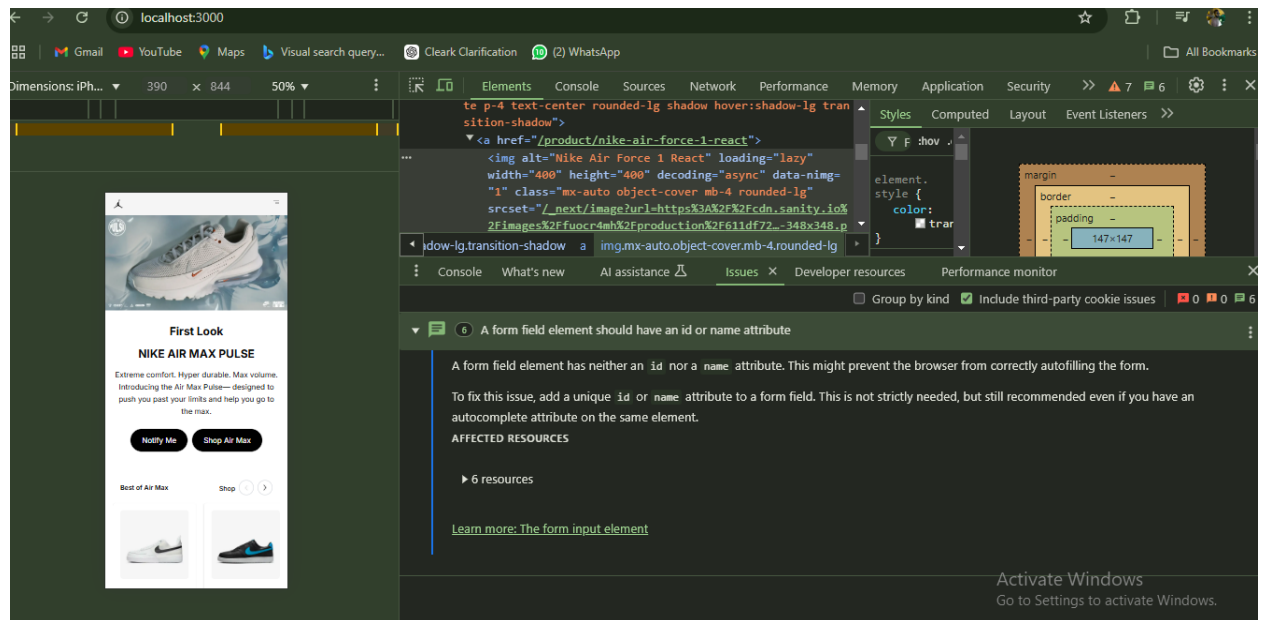 localhost:3000
Gmail YouTube Maps Visual search query... Cleark Clarification (2) WhatsApp All Bookmarks
Dimensions: iPh... 390 × 844 50%
Elements Console Sources Network Performance Memory Application Security 7 6
te p-4 text-center rounded-lg shadow hover:shadow-lg tran
sition-shadow">
<a href="/product/nike-air-force-1-react">
<img alt="Nike Air Force 1 React" loading="lazy"
width="400" height="400" decoding="async" data-nimg=
"1" class="mx-auto object-cover mb-4 rounded-lg"
srcset="/_next/image?url=https%3A%2F%2Fcdn.sanity.io%
2Fimages%2Ffuocr4mh%2Fproduction%2F611df72…-348x348.p
adow-lg.transition-shadow a img.mx-auto.object-cover.mb-4.rounded-lg
Styles Computed Layout Event Listeners
F :hov .
element.
style {
color:
trar
}
margin –
border –
padding –
– – – 147×147 – – –
Console What's new AI assistance Issues Developer resources Performance monitor
Group by kind Include third-party cookie issues 0 0 6
6 A form field element should have an id or name attribute
A form field element has neither an id nor a name attribute. This might prevent the browser from correctly autofilling the form.
To fix this issue, add a unique id or name attribute to a form field. This is not strictly needed, but still recommended even if you have an
autocomplete attribute on the same element.
AFFECTED RESOURCES
6 resources
Learn more: The form input element
First Look
NIKE AIR MAX PULSE
Extreme comfort. Hyper durable. Max volume.
Introducing the Air Max Pulse— designed to
push you past your limits and help you go to
the max.
Notify Me Shop Air Max
Best of Air Max Shop
Activate Windows
Go to Settings to activate Windows.